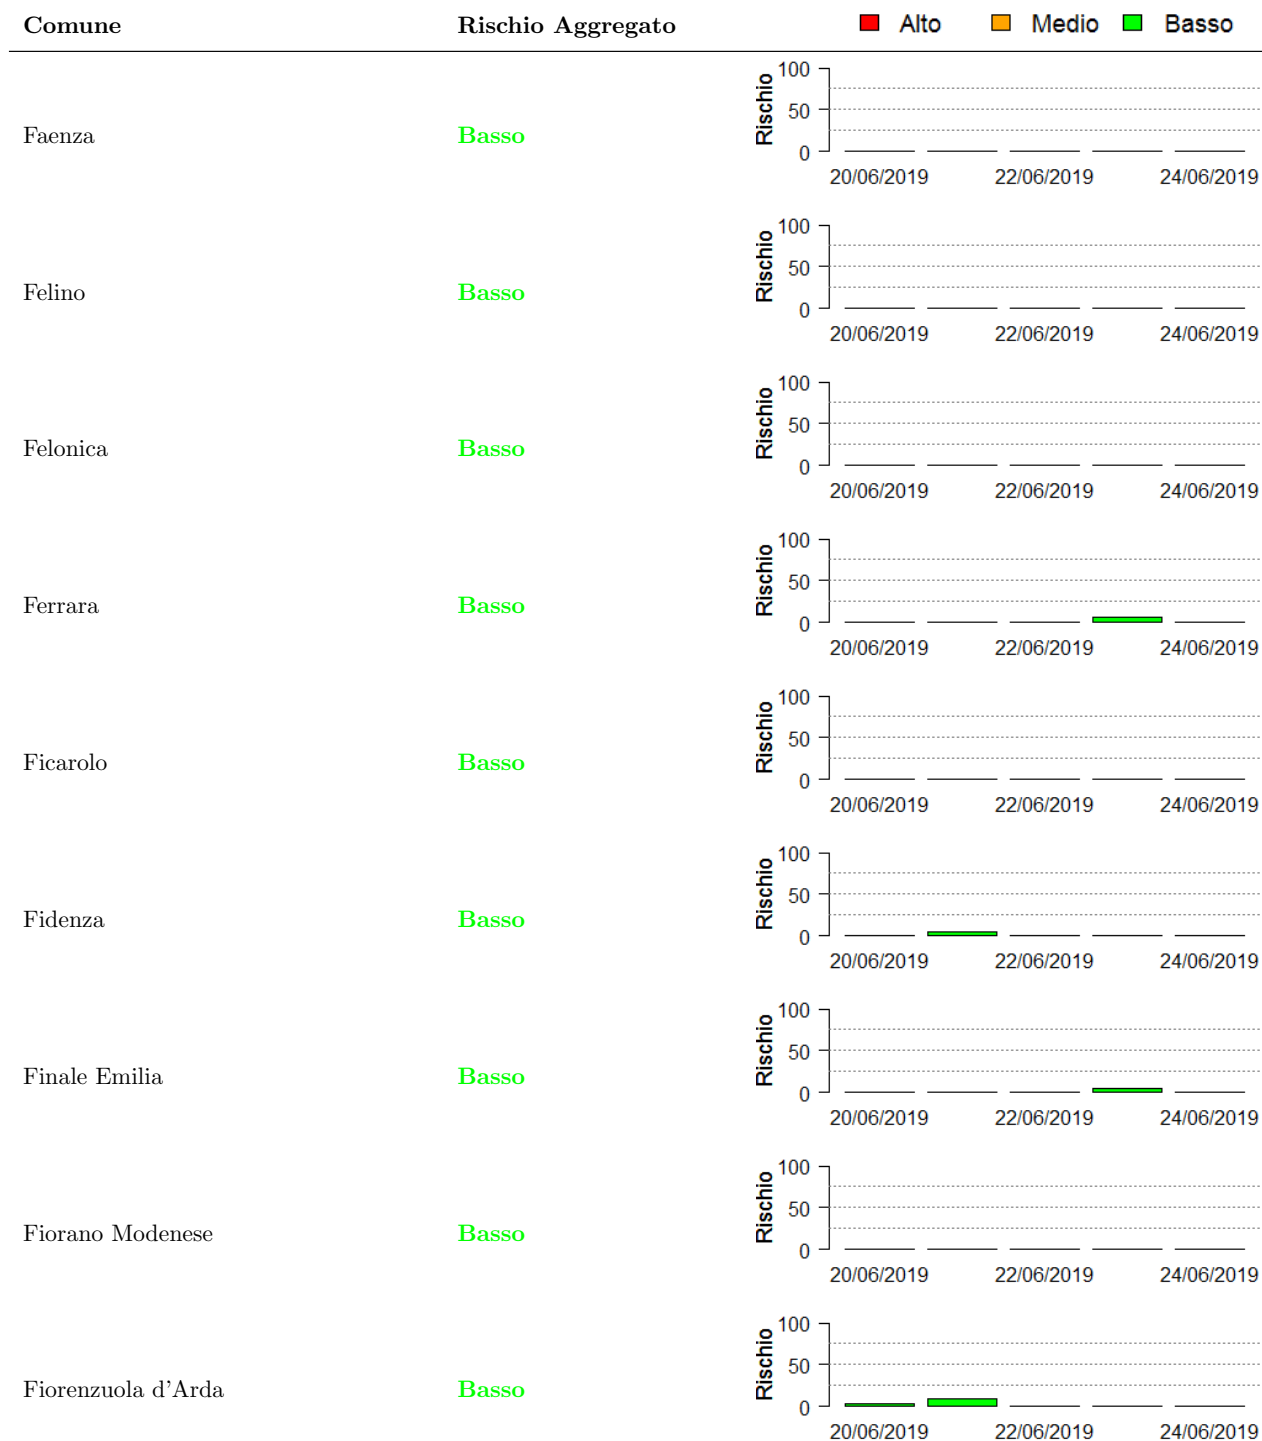 Comune Rischio Aggregato Alto Medio Basso
Faenza Basso Rischio 100 50 0
20/06/2019 22/06/2019 24/06/2019
Felino Basso Rischio 100 50 0
20/06/2019 22/06/2019 24/06/2019
Felonica Basso Rischio 100 50 0
20/06/2019 22/06/2019 24/06/2019
Ferrara Basso Rischio 100 50 0
20/06/2019 22/06/2019 24/06/2019
Ficarolo Basso Rischio 100 50 0
20/06/2019 22/06/2019 24/06/2019
Fidenza Basso Rischio 100 50 0
20/06/2019 22/06/2019 24/06/2019
Finale Emilia Basso Rischio 100 50 0
20/06/2019 22/06/2019 24/06/2019
Fiorano Modenese Basso Rischio 100 50 0
20/06/2019 22/06/2019 24/06/2019
Fiorenzuola d'Arda Basso Rischio 100 50 0
20/06/2019 22/06/2019 24/06/2019